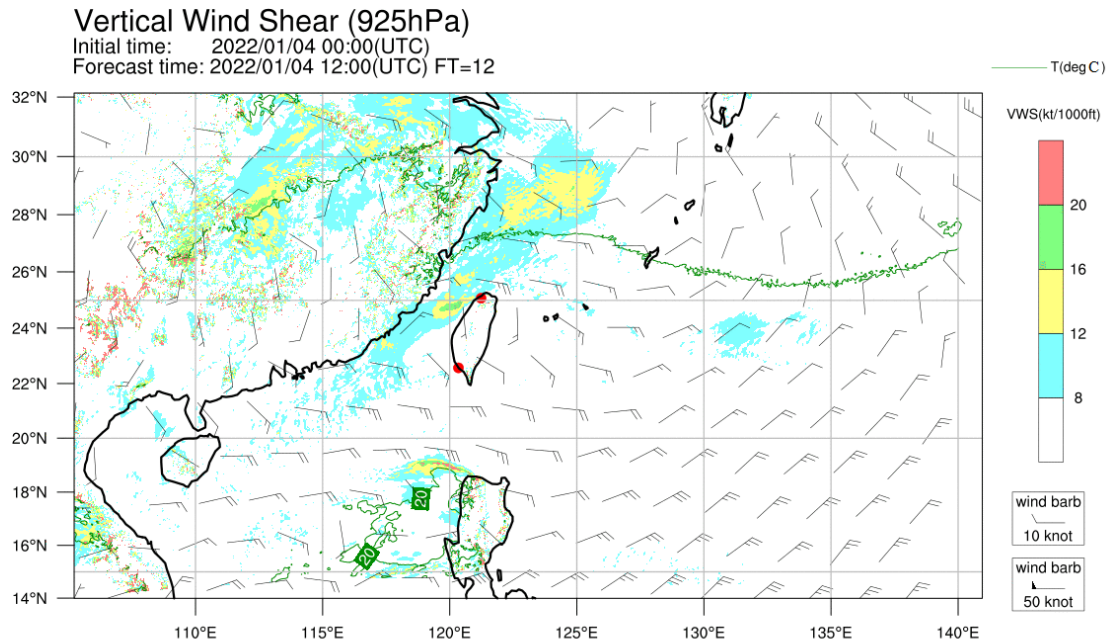 Vertical Wind Shear (925hPa)
Initial time: 2022/01/04 00:00(UTC)
Forecast time: 2022/01/04 12:00(UTC) FT=12
T(deg C)
VWS(kt/1000ft)
32°N
30°N
28°N
26°N
24°N
22°N
20°N
18°N
16°N
14°N
20
20
20
16
12
8
wind barb
10 knot
wind barb
50 knot
110°E 115°E 120°E 125°E 130°E 135°E 140°E